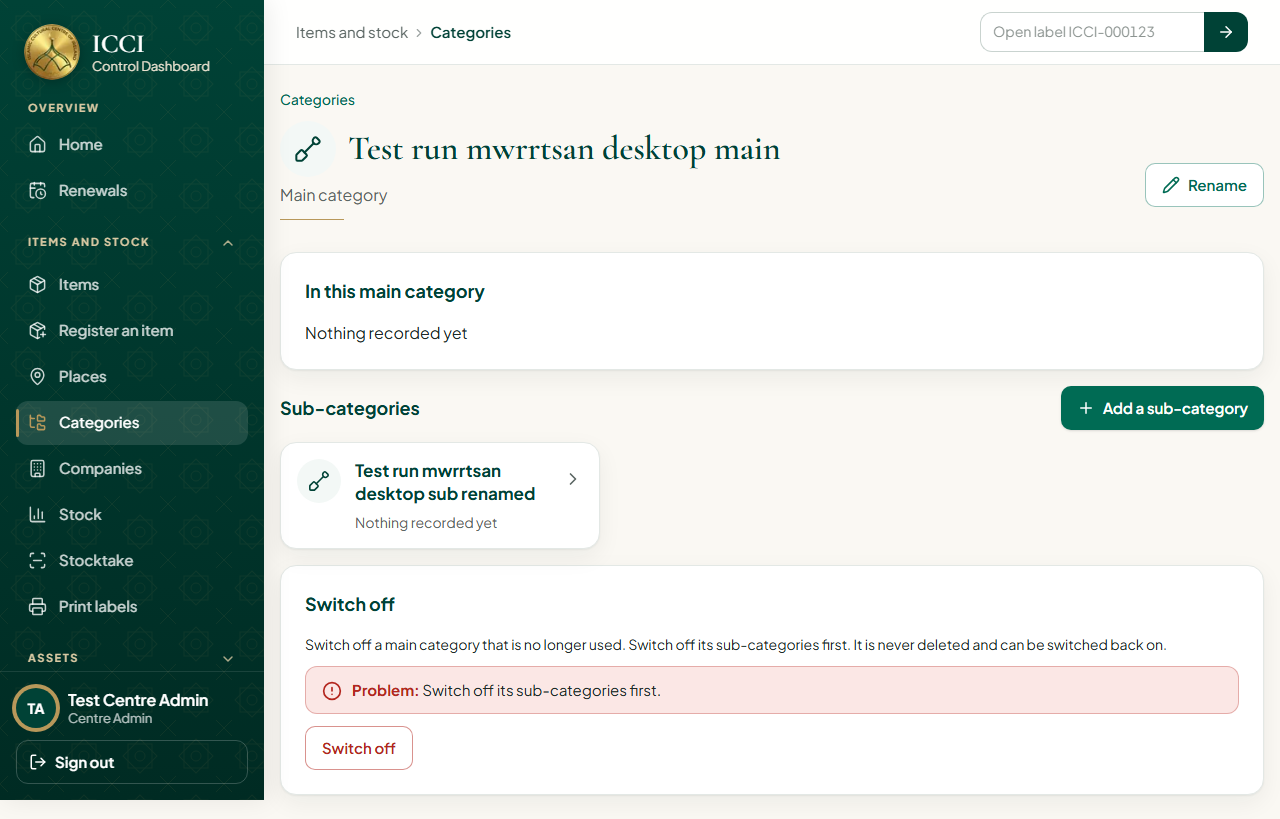 ICCI
Control Dashboard
OVERVIEW
Home
Renewals
ITEMS AND STOCK
Items
Register an item
Places
Categories
Companies
Stock
Stocktake
Print labels
ASSETS
TA
Test Centre Admin
Centre Admin
Sign out
Items and stock › Categories
Open label ICCI-000123
Categories
Test run mwrrtsan desktop main
Main category
Rename
In this main category
Nothing recorded yet
Sub-categories
Add a sub-category
Test run mwrrtsan
desktop sub renamed
Nothing recorded yet
Switch off
Switch off a main category that is no longer used. Switch off its sub-categories first. It is never deleted and can be switched back on.
Problem: Switch off its sub-categories first.
Switch off